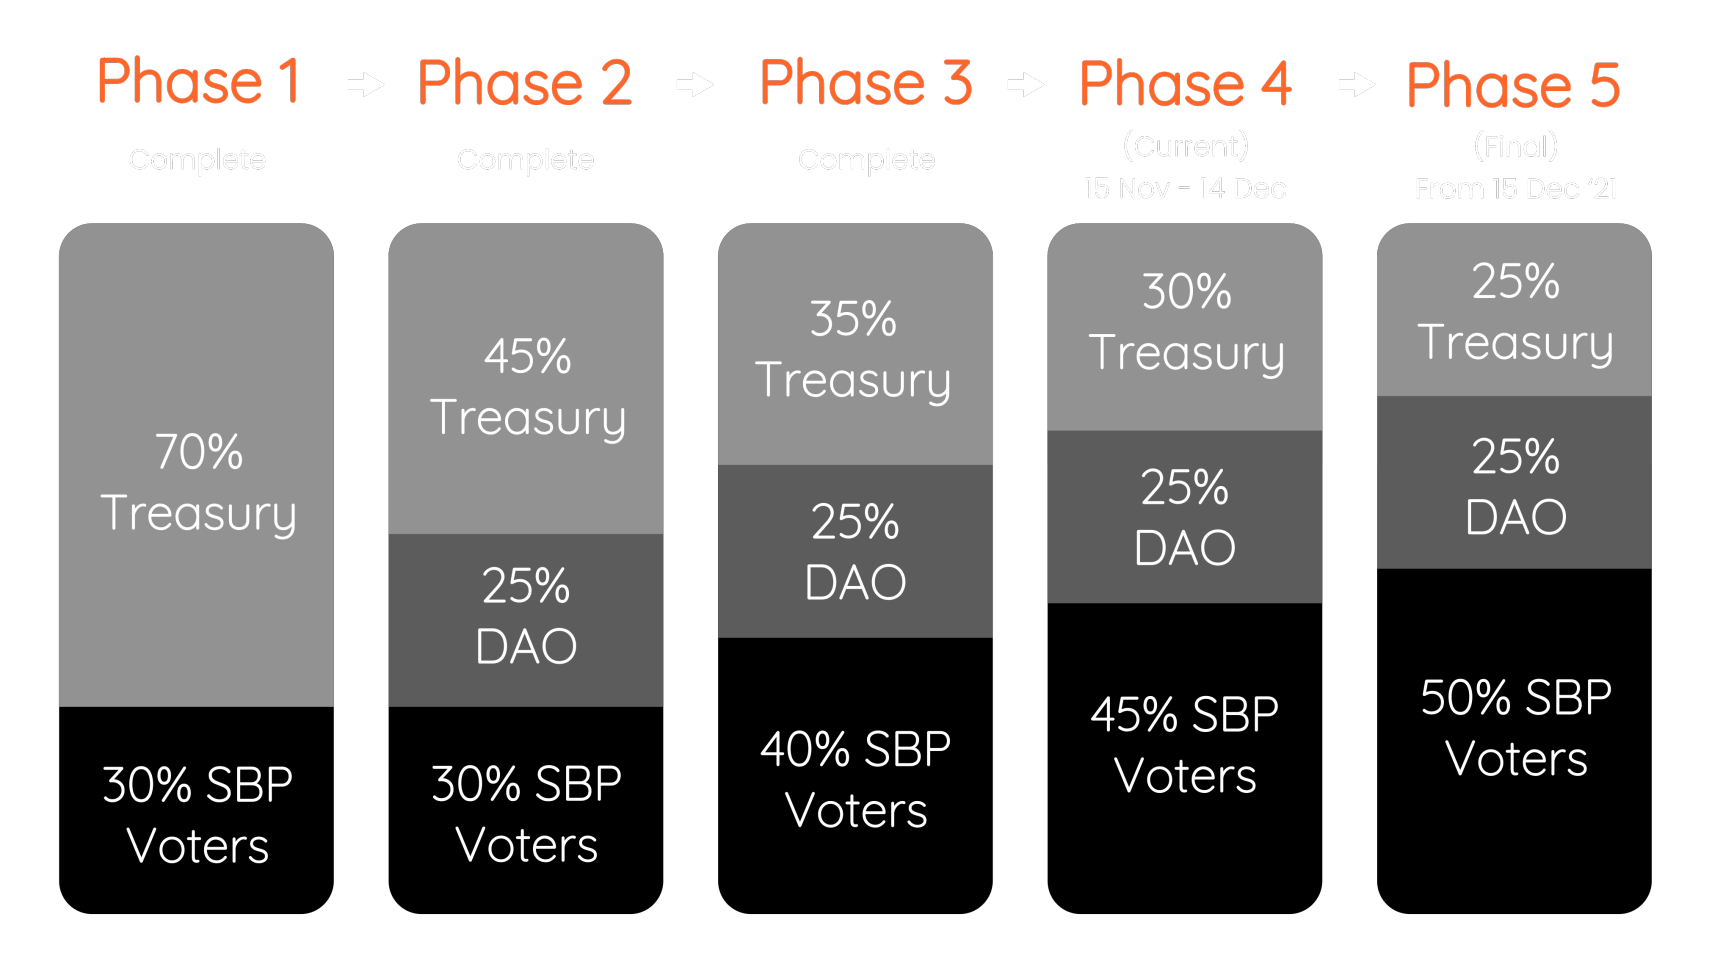 Phase 1
Complete
70%
Treasury
30% SBP
Voters
Phase 2
Complete
45%
Treasury
25%
DAO
30% SBP
Voters
Phase 3
Complete
35%
Treasury
25%
DAO
40% SBP
Voters
Phase 4
(Current)
15 Nov - 14 Dec
30%
Treasury
25%
DAO
45% SBP
Voters
Phase 5
(Final)
From 15 Dec '21
25%
Treasury
25%
DAO
50% SBP
Voters